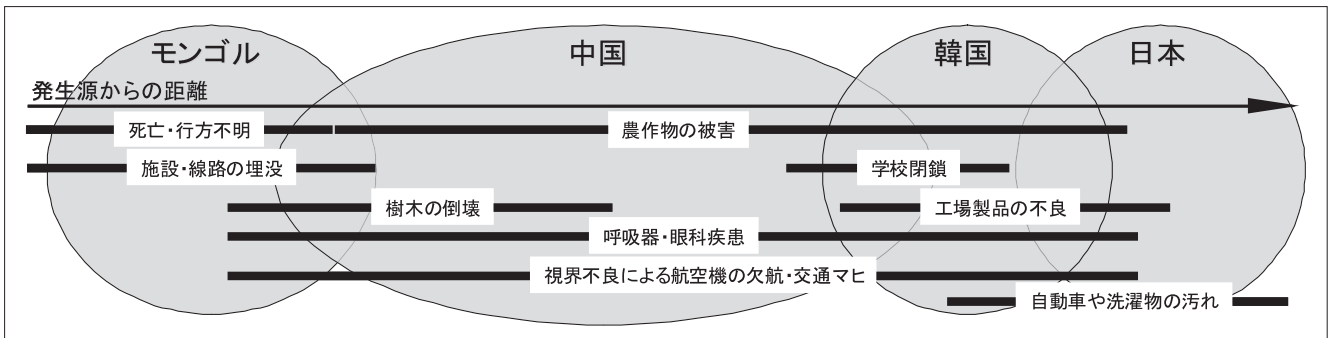 モンゴル 中国 韓国 日本
発生源からの距離
死亡・行方不明 農作物の被害
施設・線路の埋没 学校閉鎖
樹木の倒壊 工場製品の不良
呼吸器・眼科疾患
視界不良による航空機の欠航・交通マヒ
自動車や洗濯物の汚れ